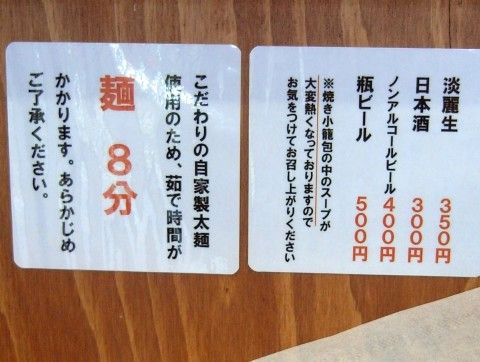 淡麗生 350円
日本酒 300円
ノンアルコールビール 400円
瓶ビール 500円
※焼き小籠包の中のスープが
大変熱くなっておりますので
お気をつけてお召し上がりください
こだわりの自家製太麺
使用のため、茹で時間が
麺 8分
かかります。あらかじめ
ご了承ください。